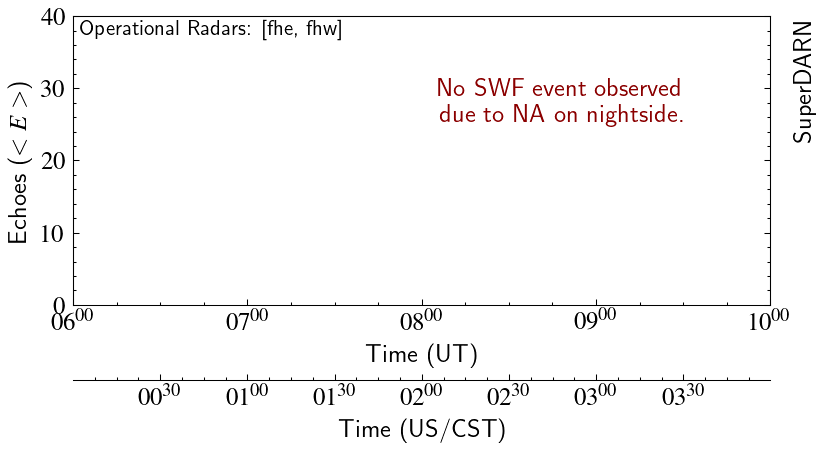 Operational Radars: [fhe, fhw]
No SWF event observed
due to NA on nightside.
SuperDARN
Echoes (< E >)
40
30
20
10
0
06⁰⁰ 07⁰⁰ 08⁰⁰ 09⁰⁰ 10⁰⁰
Time (UT)
00³⁰ 01⁰⁰ 01³⁰ 02⁰⁰ 02³⁰ 03⁰⁰ 03³⁰
Time (US/CST)